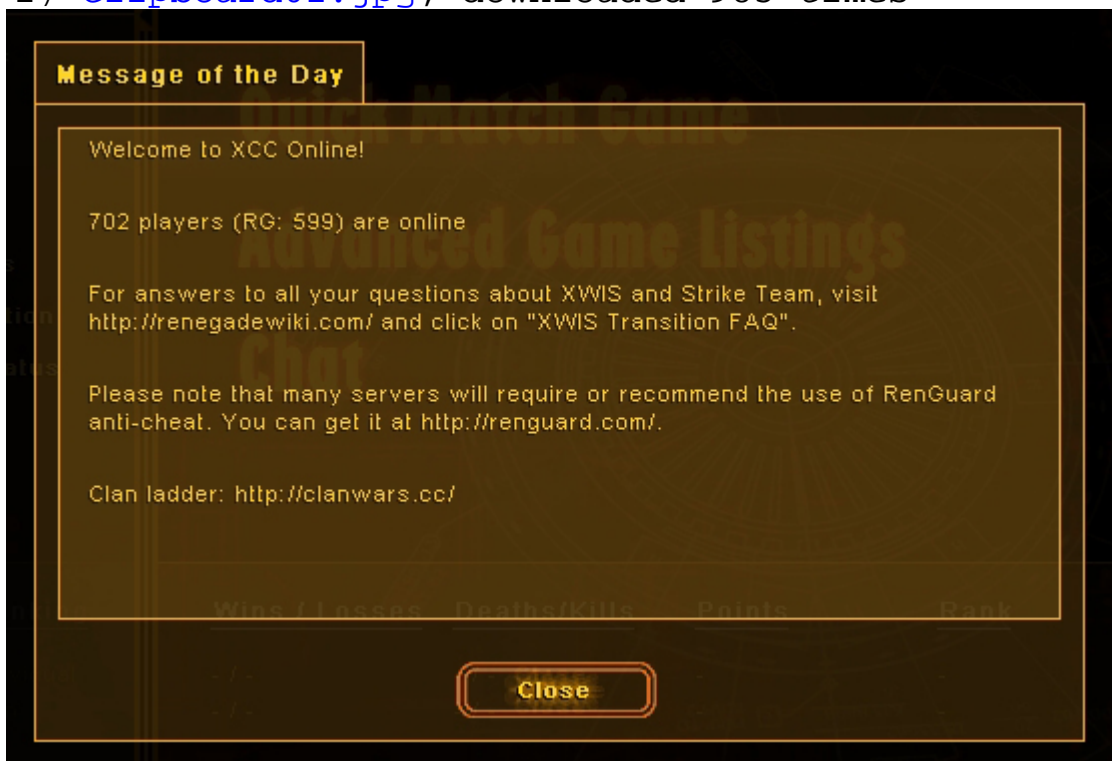 Message of the Day
Quick Match Game
Welcome to XCC Online!
702 players (RG: 599) are online
Advanced Game Listings
For answers to all your questions about XWIS and Strike Team, visit
http://renegadewiki.com/ and click on "XWIS Transition FAQ".
Chat
Please note that many servers will require or recommend the use of RenGuard
anti-cheat. You can get it at http://renguard.com/.
Clan ladder: http://clanwars.cc/
Wins / Losses Deaths/Kills Points Rank
- / - - -
Close
- / - - -